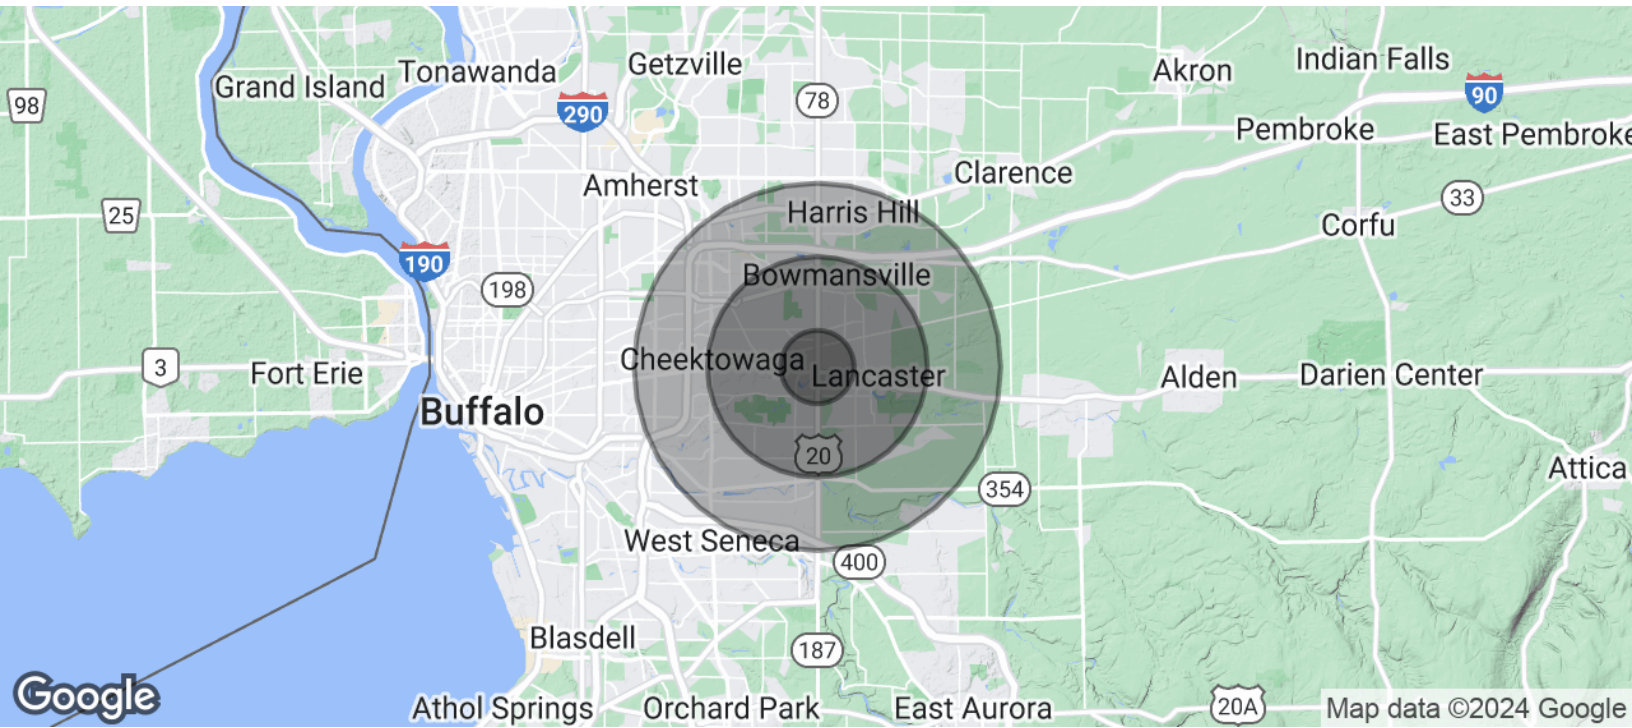 Getzville
Indian Falls
Tonawanda
Akron
Grand Island
90
98
78
290
Pembroke
East Pembroke
Clarence
Amherst
33
Harris Hill
25
Corfu
190
Bowmansville
198
Cheektowaga
3
Fort Erie
Lancaster
Alden
Darien Center
Buffalo
20
Attica
354
West Seneca
400
Blasdell
187
Google
Athol Springs
Orchard Park
East Aurora
20A
Map data ©2024 Google